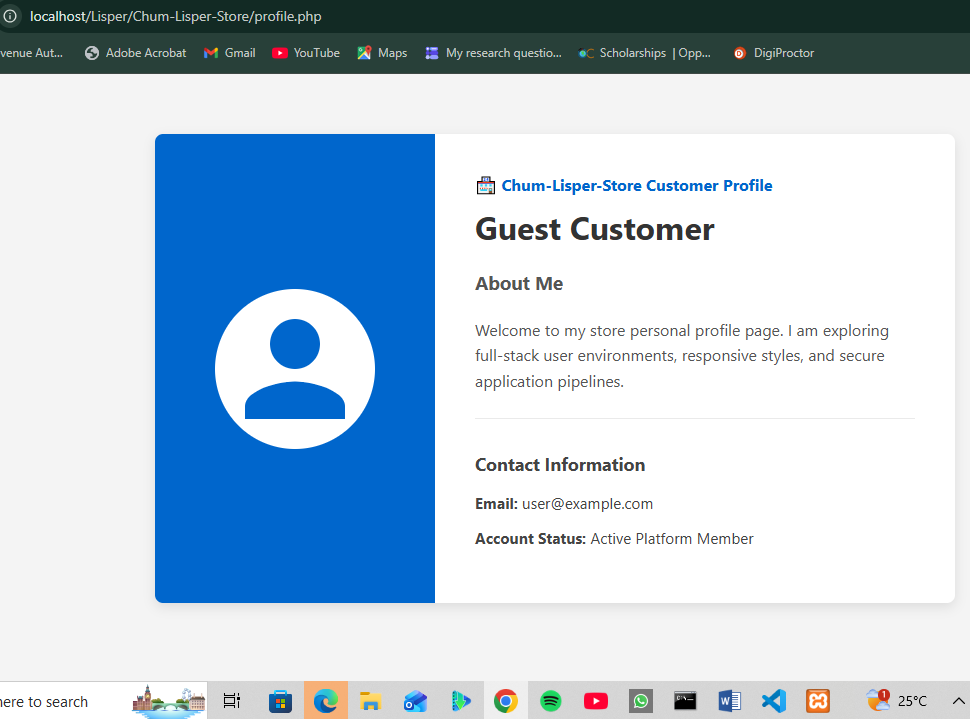 localhost/Lisper/Chum-Lisper-Store/profile.php
venue Aut... Adobe Acrobat Gmail YouTube Maps My research questio... Scholarships | Opp... DigiProctor
Chum-Lisper-Store Customer Profile
Guest Customer
About Me
Welcome to my store personal profile page. I am exploring
full-stack user environments, responsive styles, and secure
application pipelines.
Contact Information
Email: user@example.com
Account Status: Active Platform Member
ere to search
1
25°C